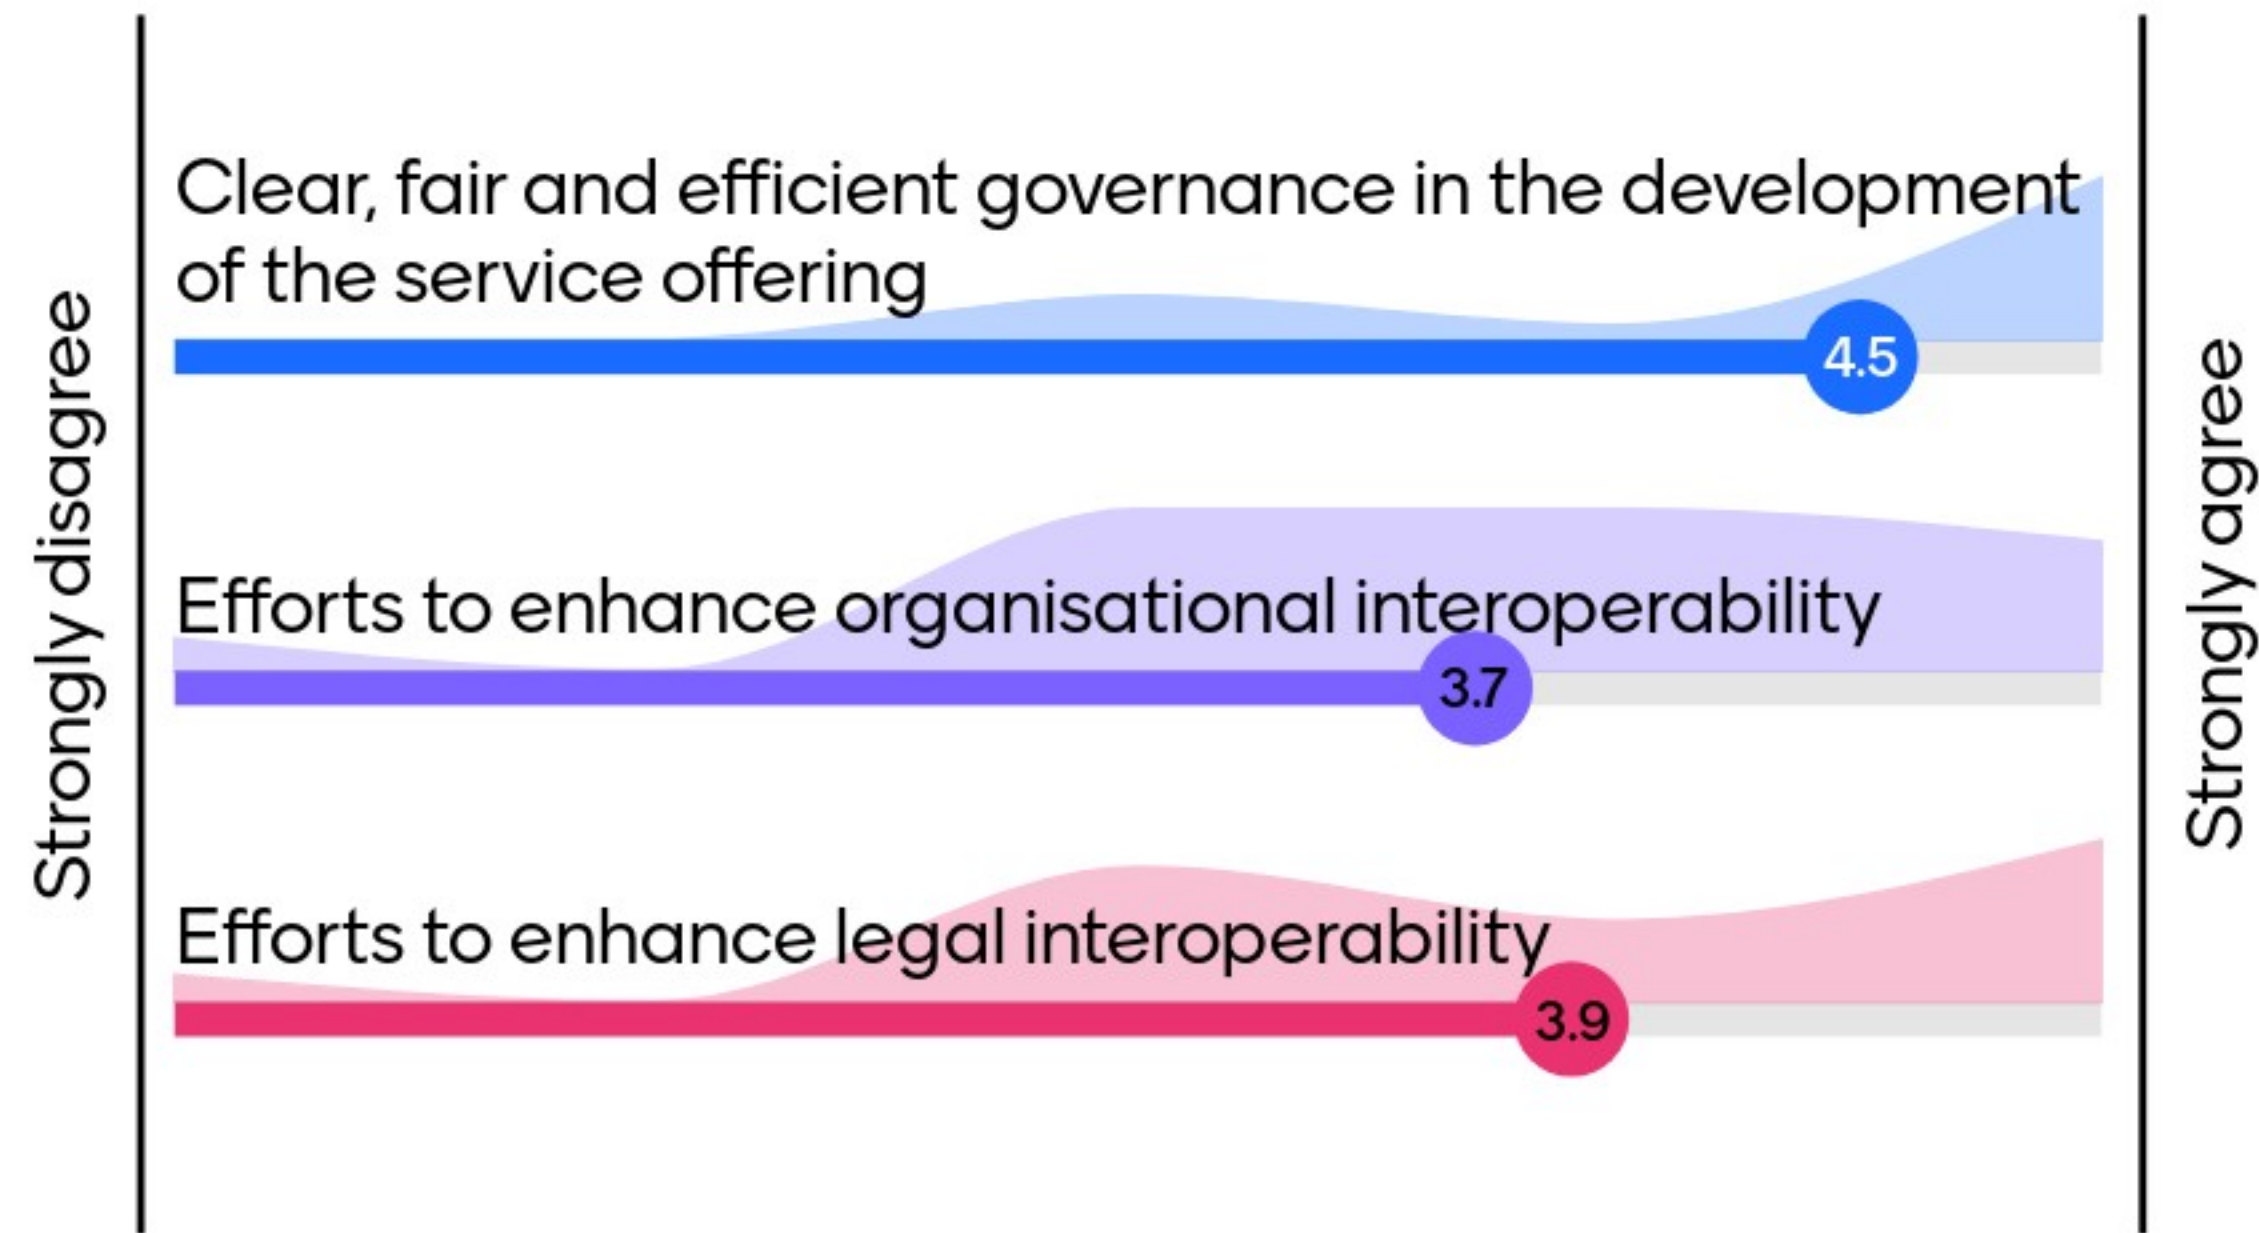 Strongly disagree
Clear, fair and efficient governance in the development
of the service offering
4.5
Efforts to enhance organisational interoperability
3.7
Efforts to enhance legal interoperability
3.9
Strongly agree